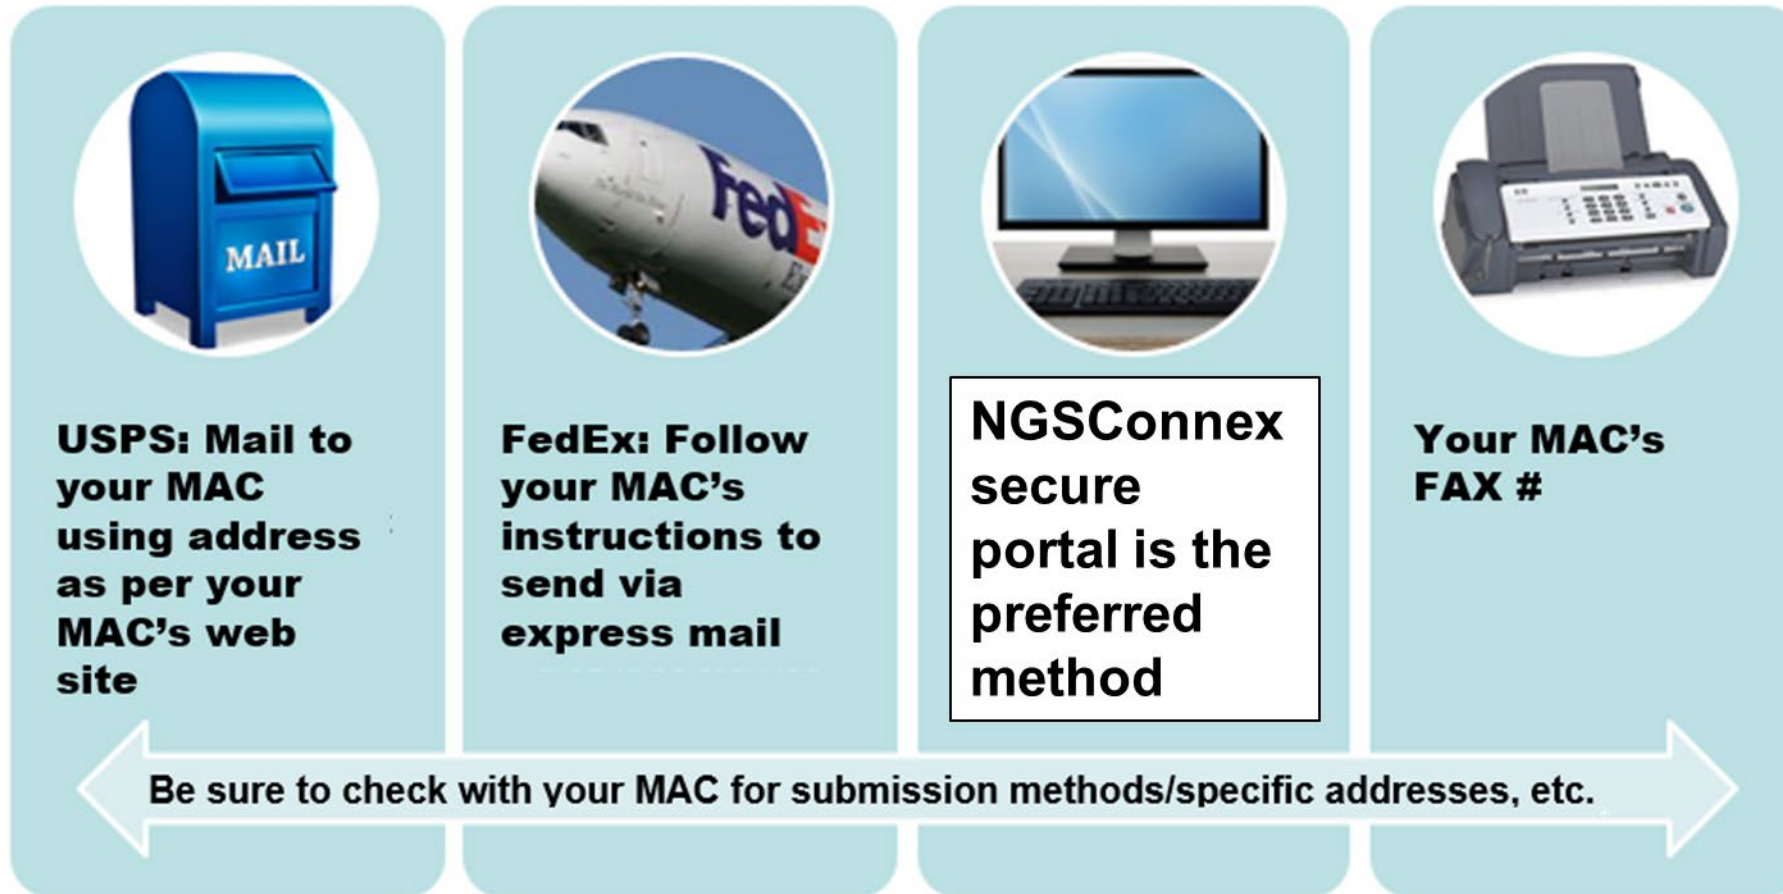 MAIL
FedE
Ex
USPS: Mail to
your MAC
using address
as per your
MAC's web
site
FedEx: Follow
your MAC's
instructions to
send via
express mail
NGSConnex
secure
portal is the
preferred
method
Your MAC's
FAX #
Be sure to check with your MAC for submission methods/specific addresses, etc.